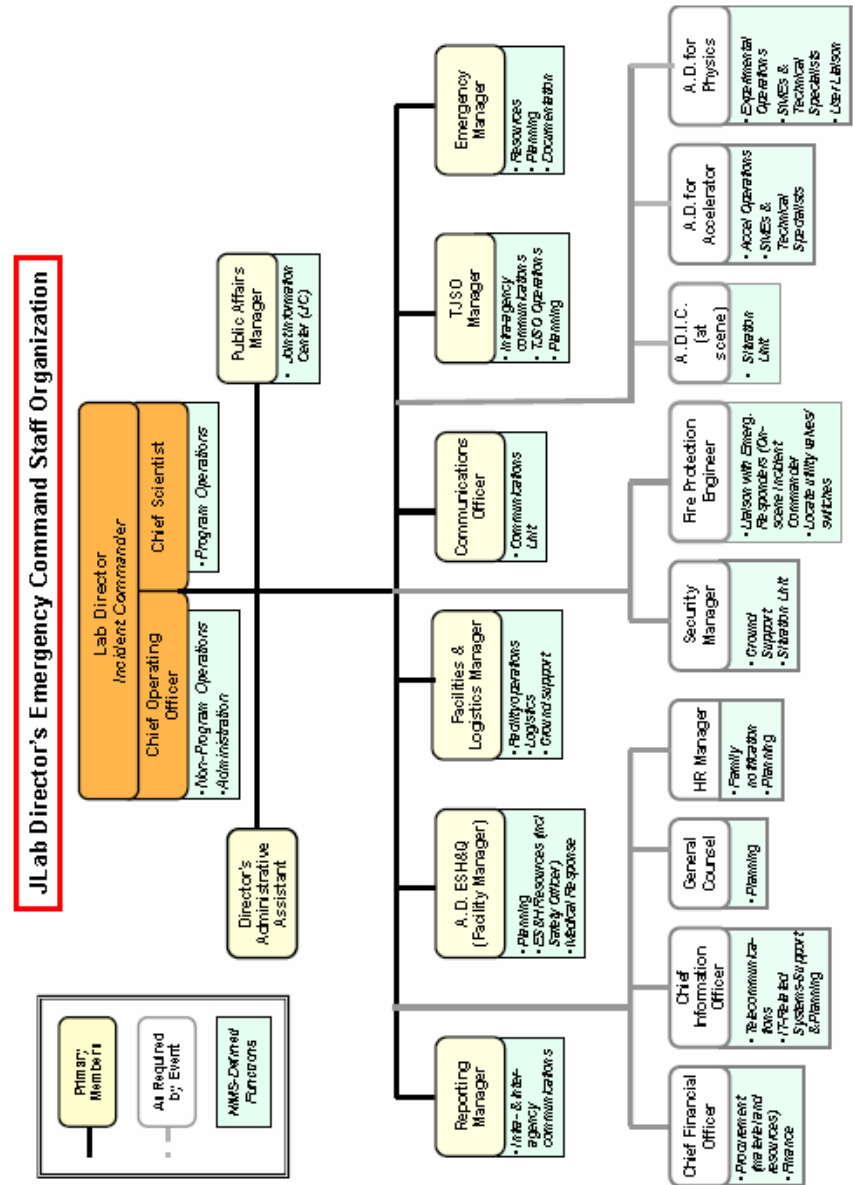 JLab Director's Emergency Command Staff Organization
Primary
Members
As Required
by Event
NIMS-Defined
Functions
Lab Director
Incident Commander
Chief Operating
Officer
Chief Scientist
• Non-Program Operations
• Administration
• Program Operations
Director's
Administrative
Assistant
Public Affairs
Manager
• Joint Information
Center (JIC)
Reporting
Manager
• Intra- & Inter-
agency
communications
A.D. ESH&Q
(Facility Manager)
• Planning
• ES&H Resources (incl
Safety Officer)
• Medical Response
Facilities &
Logistics Manager
• Facility operations
• Logistics
• Ground support
Communications
Officer
• Communications
Unit
TJSO
Manager
• Intra-agency
communications
• TJSO Operations
• Planning
Emergency
Manager
• Resources
• Planning
• Documentation
Chief Financial
Officer
• Procurement
(material and
resources)
• Finance
Chief
Information
Officer
• Telecommunica-
tions
• IT-Related
Systems-Support
& Planning
General
Counsel
• Planning
HR Manager
• Family
notification
• Planning
Security
Manager
• Ground
Support
• Situation Unit
Fire Protection
Engineer
• Liaison with Emerg.
Responders (On-
scene Incident
Commander
• Locate utility valves/
switches
A.D.I.C.
(at
scene)
• Situation
Unit
A.D. for
Accelerator
• Accel Operations
• SMEs &
Technical
Specialists
A.D. for
Physics
• Experimental
Operations
• SMEs &
Technical
Specialists
• User Liaison